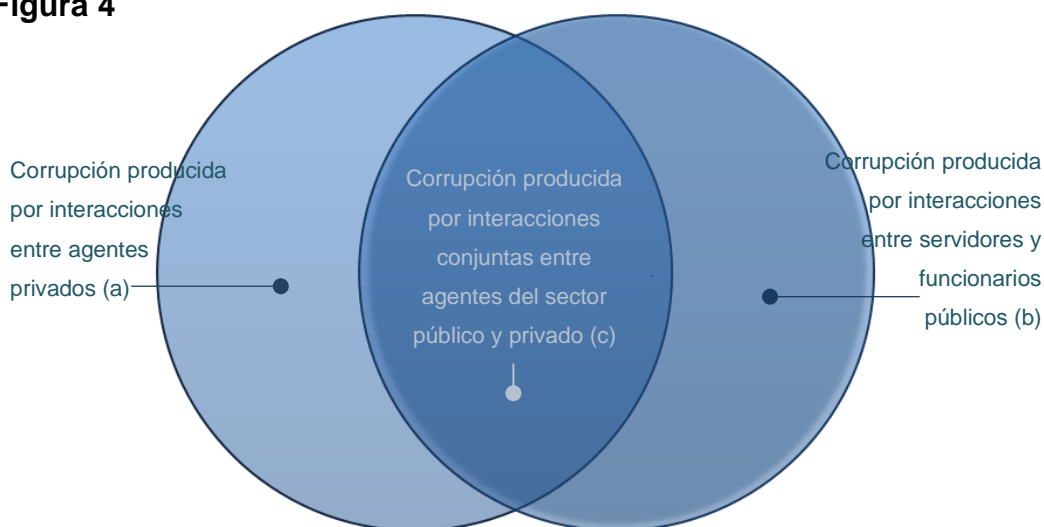 Figura 4
Corrupción producida
por interacciones
entre agentes
privados (a)
Corrupción producida
por interacciones
conjuntas entre
agentes del sector
público y privado (c)
Corrupción producida
por interacciones
entre servidores y
funcionarios
públicos (b)